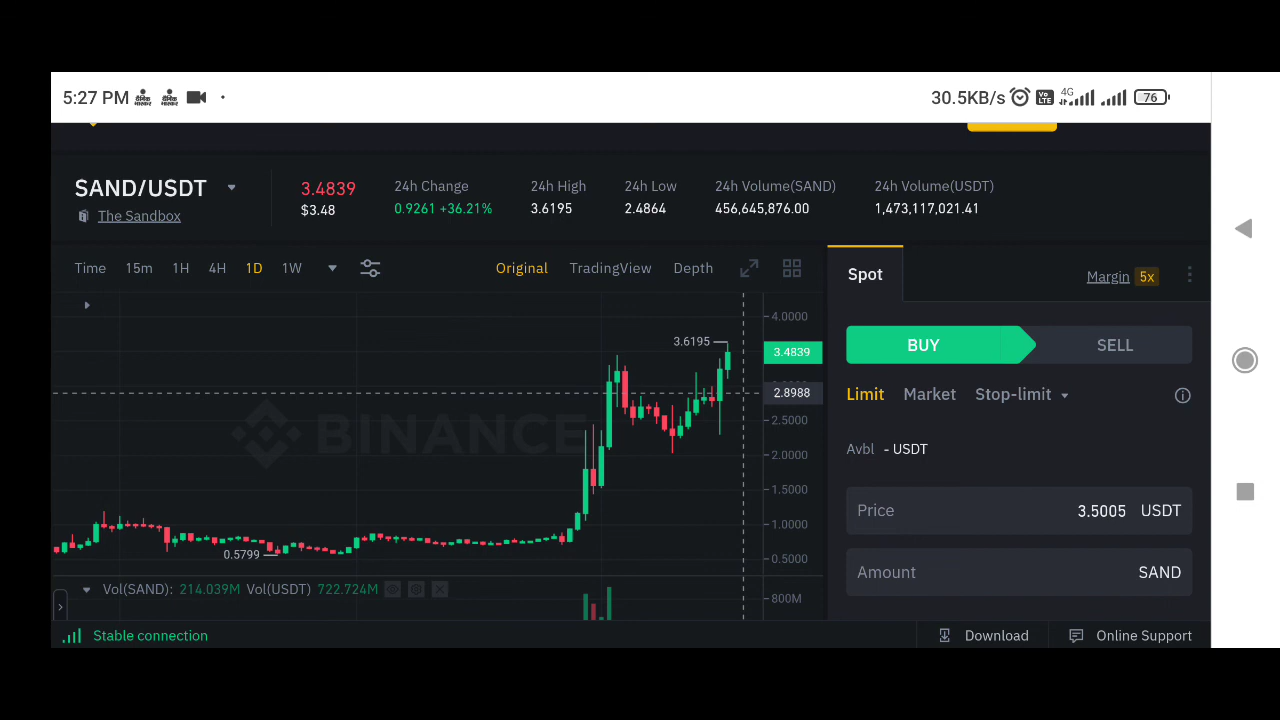 5:27 PM
30.5KB/s Vo LTE 4G 76
SAND/USDT
The Sandbox
3.4839
$3.48
24h Change
0.9261 +36.21%
24h High
3.6195
24h Low
2.4864
24h Volume(SAND)
456,645,876.00
24h Volume(USDT)
1,473,117,021.41
Time 15m 1H 4H 1D 1W
Original TradingView Depth
4.0000
3.6195
3.4839
2.8988
2.5000
2.0000
1.5000
1.0000
0.5000
0.5799
BINANCE
Vol(SAND): 214.039M Vol(USDT) 722.724M
800M
Spot
Margin 5x
BUY SELL
Limit Market Stop-limit
Avbl - USDT
Price 3.5005 USDT
Amount SAND
Stable connection
Download
Online Support